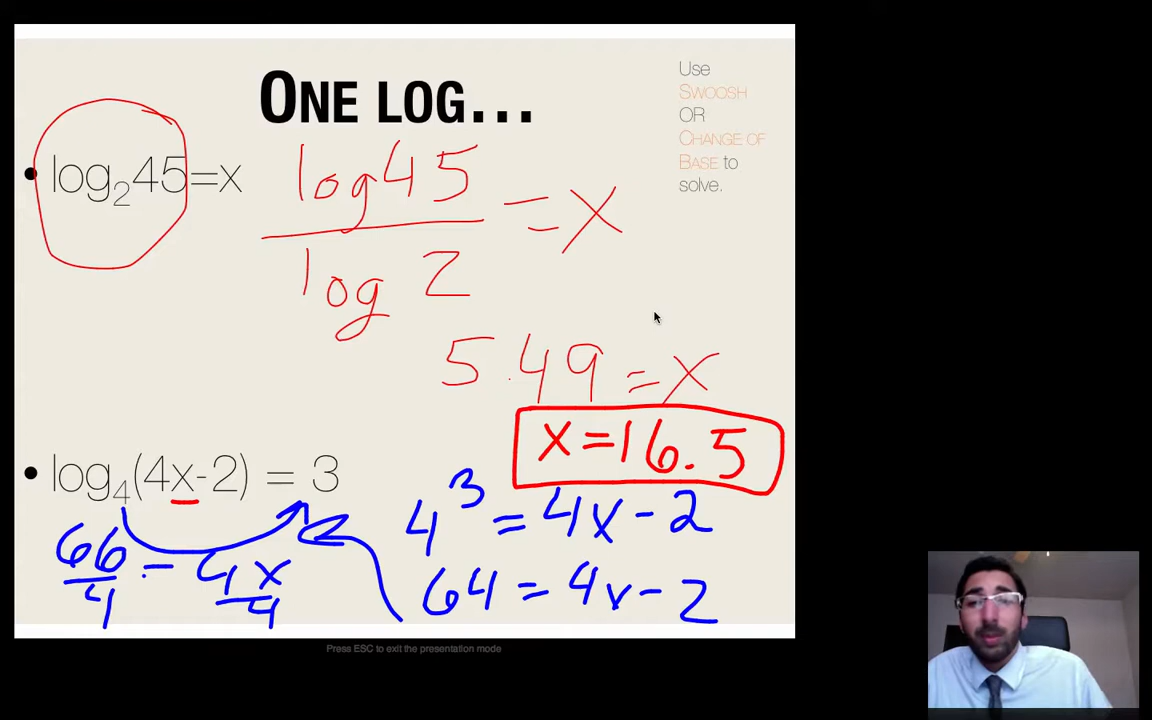 ONE LOG...
Use
SWOOSH
OR
CHANGE OF
BASE to
solve.
• log₂45=x
log 45 / log 2 = x
5.49 = x
x = 16.5
• log₄(4x-2) = 3
4³ = 4x - 2
64 = 4x - 2
66/4 = 4x/4
Press ESC to exit the presentation mode